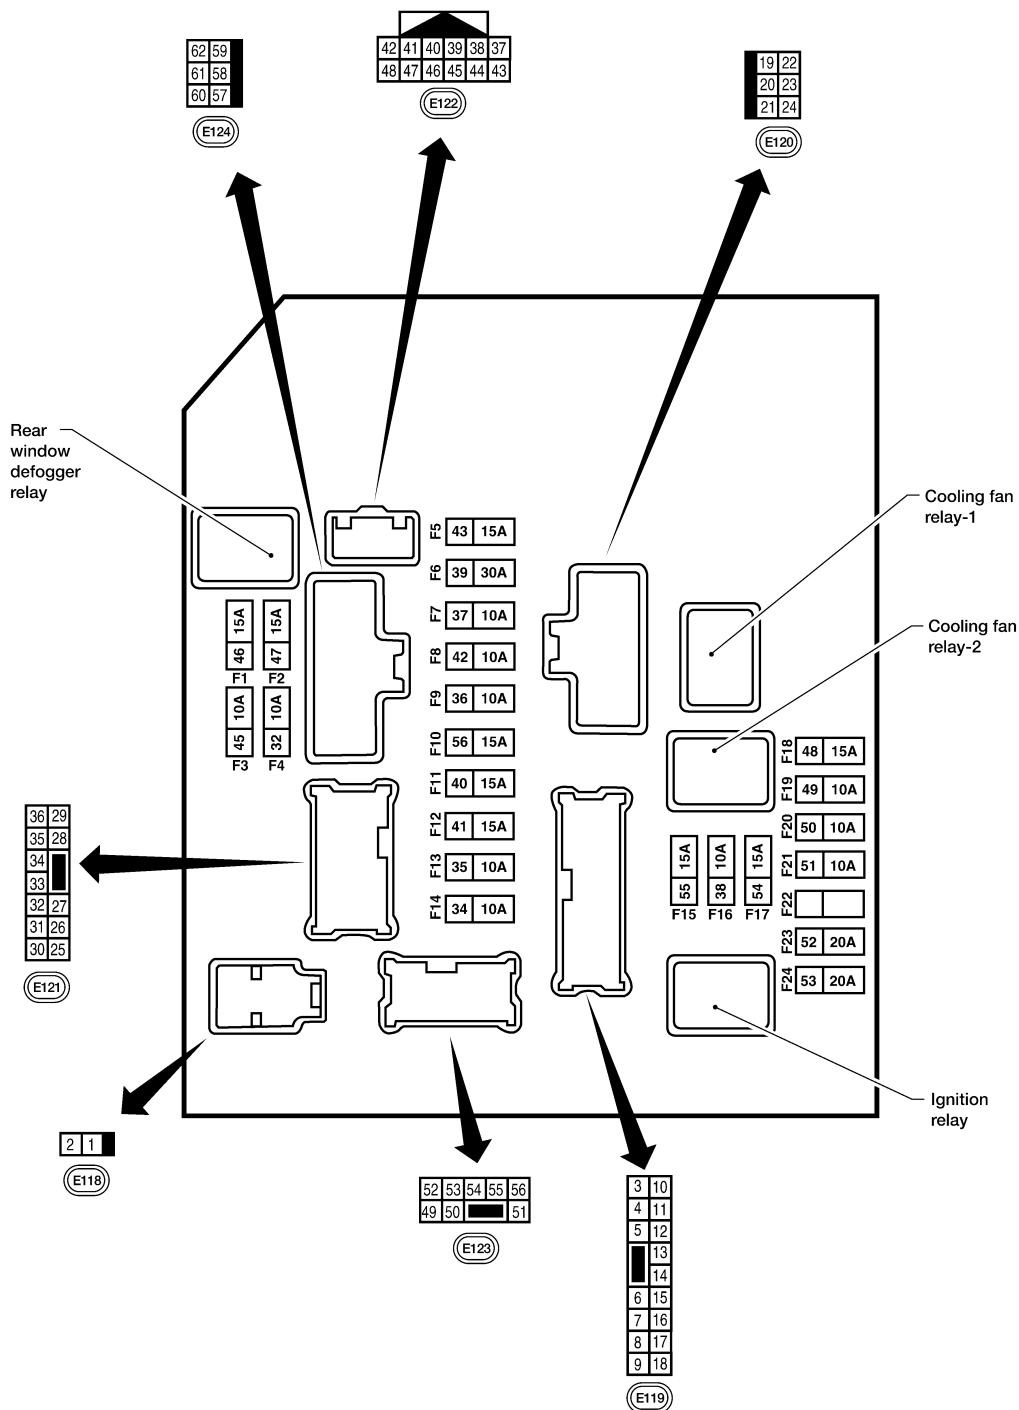 62 59
61 58
60 57
E124
42 41 40 39 38 37
48 47 46 45 44 43
E122
19 22
20 23
21 24
E120
Rear
window
defogger
relay
Cooling fan
relay-1
Cooling fan
relay-2
F5 43 15A
F6 39 30A
F7 37 10A
F8 42 10A
F9 36 10A
F10 56 15A
F11 40 15A
F12 41 15A
F13 35 10A
F14 34 10A
15A 15A
46 47
F1 F2
10A 10A
45 32
F3 F4
F18 48 15A
F19 49 10A
F20 50 10A
F21 51 10A
F22
F23 52 20A
F24 53 20A
15A 10A 15A
55 38 54
F15 F16 F17
36 29
35 28
34
33
32 27
31 26
30 25
E121
Ignition
relay
2 1
E118
52 53 54 55 56
49 50 51
E123
3 10
4 11
5 12
13
14
6 15
7 16
8 17
9 18
E119